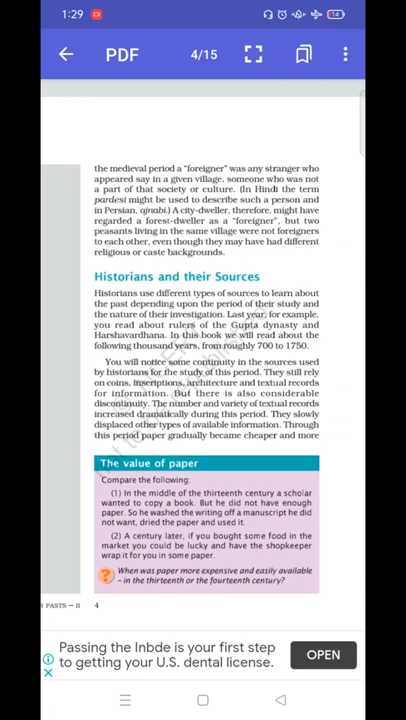 1:29
14
PDF
4/15
the medieval period a "foreigner" was any stranger who
appeared say in a given village, someone who was not
a part of that society or culture. (In Hindi the term
pardesi might be used to describe such a person and
in Persian, ajnabi.) A city-dweller, therefore, might have
regarded a forest-dweller as a "foreigner", but two
peasants living in the same village were not foreigners
to each other, even though they may have had different
religious or caste backgrounds.
Historians and their Sources
Historians use different types of sources to learn about
the past depending upon the period of their study and
the nature of their investigation. Last year, for example,
you read about rulers of the Gupta dynasty and
Harshavardhana. In this book we will read about the
following thousand years, from roughly 700 to 1750.
You will notice some continuity in the sources used
by historians for the study of this period. They still rely
on coins, inscriptions, architecture and textual records
for information. But there is also considerable
discontinuity. The number and variety of textual records
increased dramatically during this period. They slowly
displaced other types of available information. Through
this period paper gradually became cheaper and more
The value of paper
Compare the following:
(1) In the middle of the thirteenth century a scholar
wanted to copy a book. But he did not have enough
paper. So he washed the writing off a manuscript he did
not want, dried the paper and used it.
(2) A century later, if you bought some food in the
market you could be lucky and have the shopkeeper
wrap it for you in some paper.
? When was paper more expensive and easily available
– in the thirteenth or the fourteenth century?
R PASTS – II 4
Passing the Inbde is your first step
to getting your U.S. dental license.
OPEN